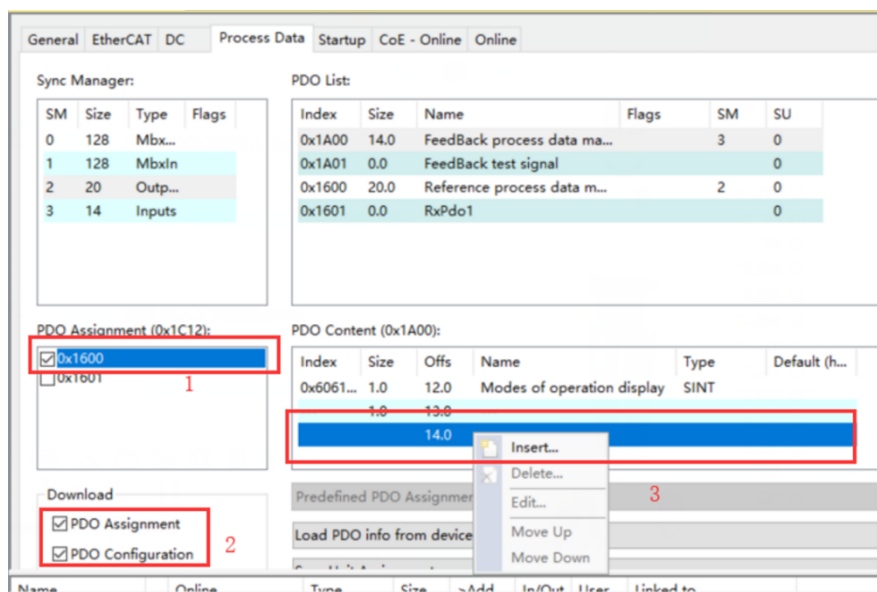 General EtherCAT DC Process Data Startup CoE - Online Online
Sync Manager: PDO List:
SM Size Type Flags Index Size Name Flags SM SU
0 128 Mbx... 0x1A00 14.0 FeedBack process data ma... 3 0
1 128 MbxIn 0x1A01 0.0 FeedBack test signal 0
2 20 Outp... 0x1600 20.0 Reference process data m... 2 0
3 14 Inputs 0x1601 0.0 RxPdo1 0
PDO Assignment (0x1C12): PDO Content (0x1A00):
0x1600 Index Size Offs Name Type Default (h...
0x1601 1 0x6061... 1.0 12.0 Modes of operation display SINT
1.0 13.0
14.0
Insert...
Delete...
Download Predefined PDO Edit... 3
PDO Assignment Load PDO info from device Move Up
PDO Configuration 2 Move Down
Name Online Type Size >Add In/Out User Linked to